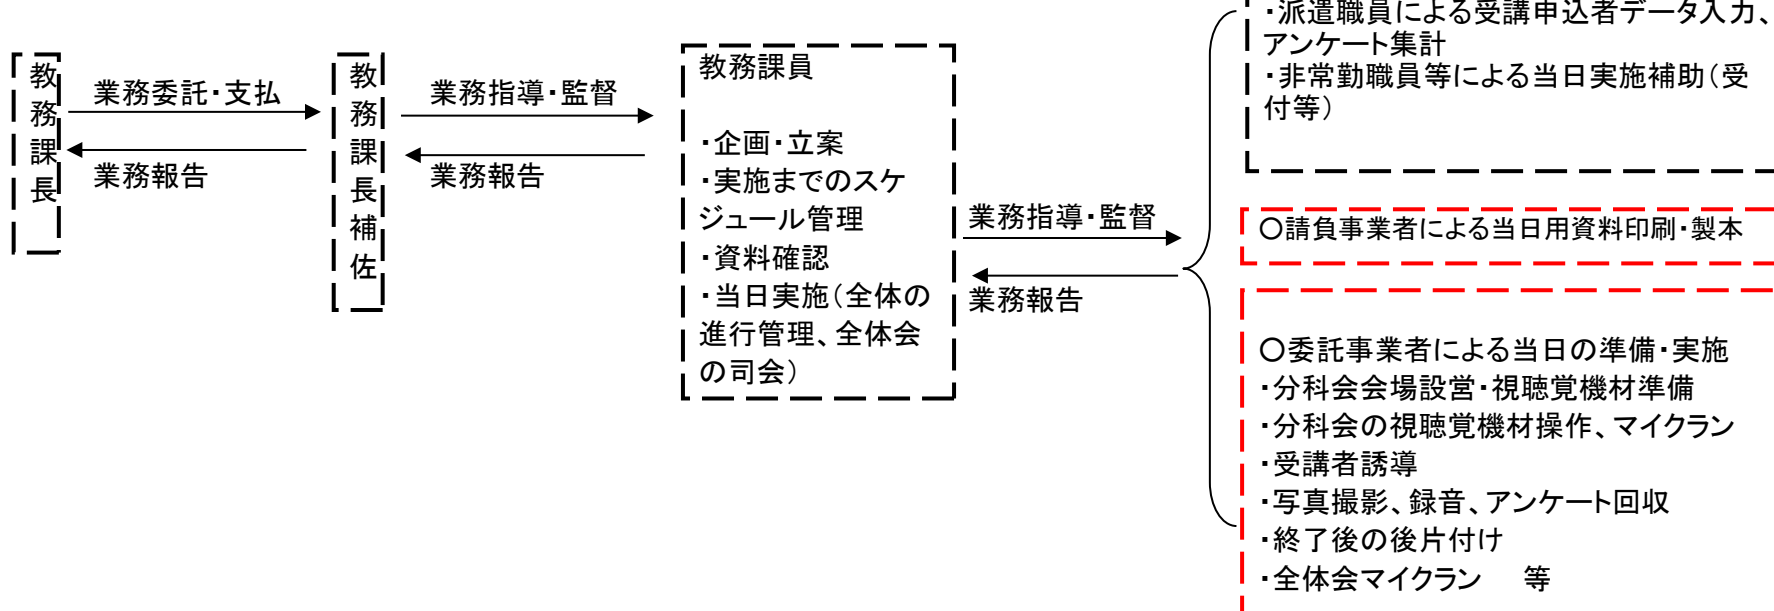 教務課長
業務委託・支払
業務報告
教務課長補佐
業務指導・監督
業務報告
教務課員
・企画・立案
・実施までのスケ
ジュール管理
・資料確認
・当日実施（全体の
進行管理、全体会
の司会）
業務指導・監督
業務報告
・派遣職員による受講申込者データ入力、
アンケート集計
・非常勤職員等による当日実施補助（受
付等）
〇請負事業者による当日用資料印刷・製本
〇委託事業者による当日の準備・実施
・分科会会場設営・視聴覚機材準備
・分科会の視聴覚機材操作、マイクラン
・受講者誘導
・写真撮影、録音、アンケート回収
・終了後の後片付け
・全体会マイクラン　等